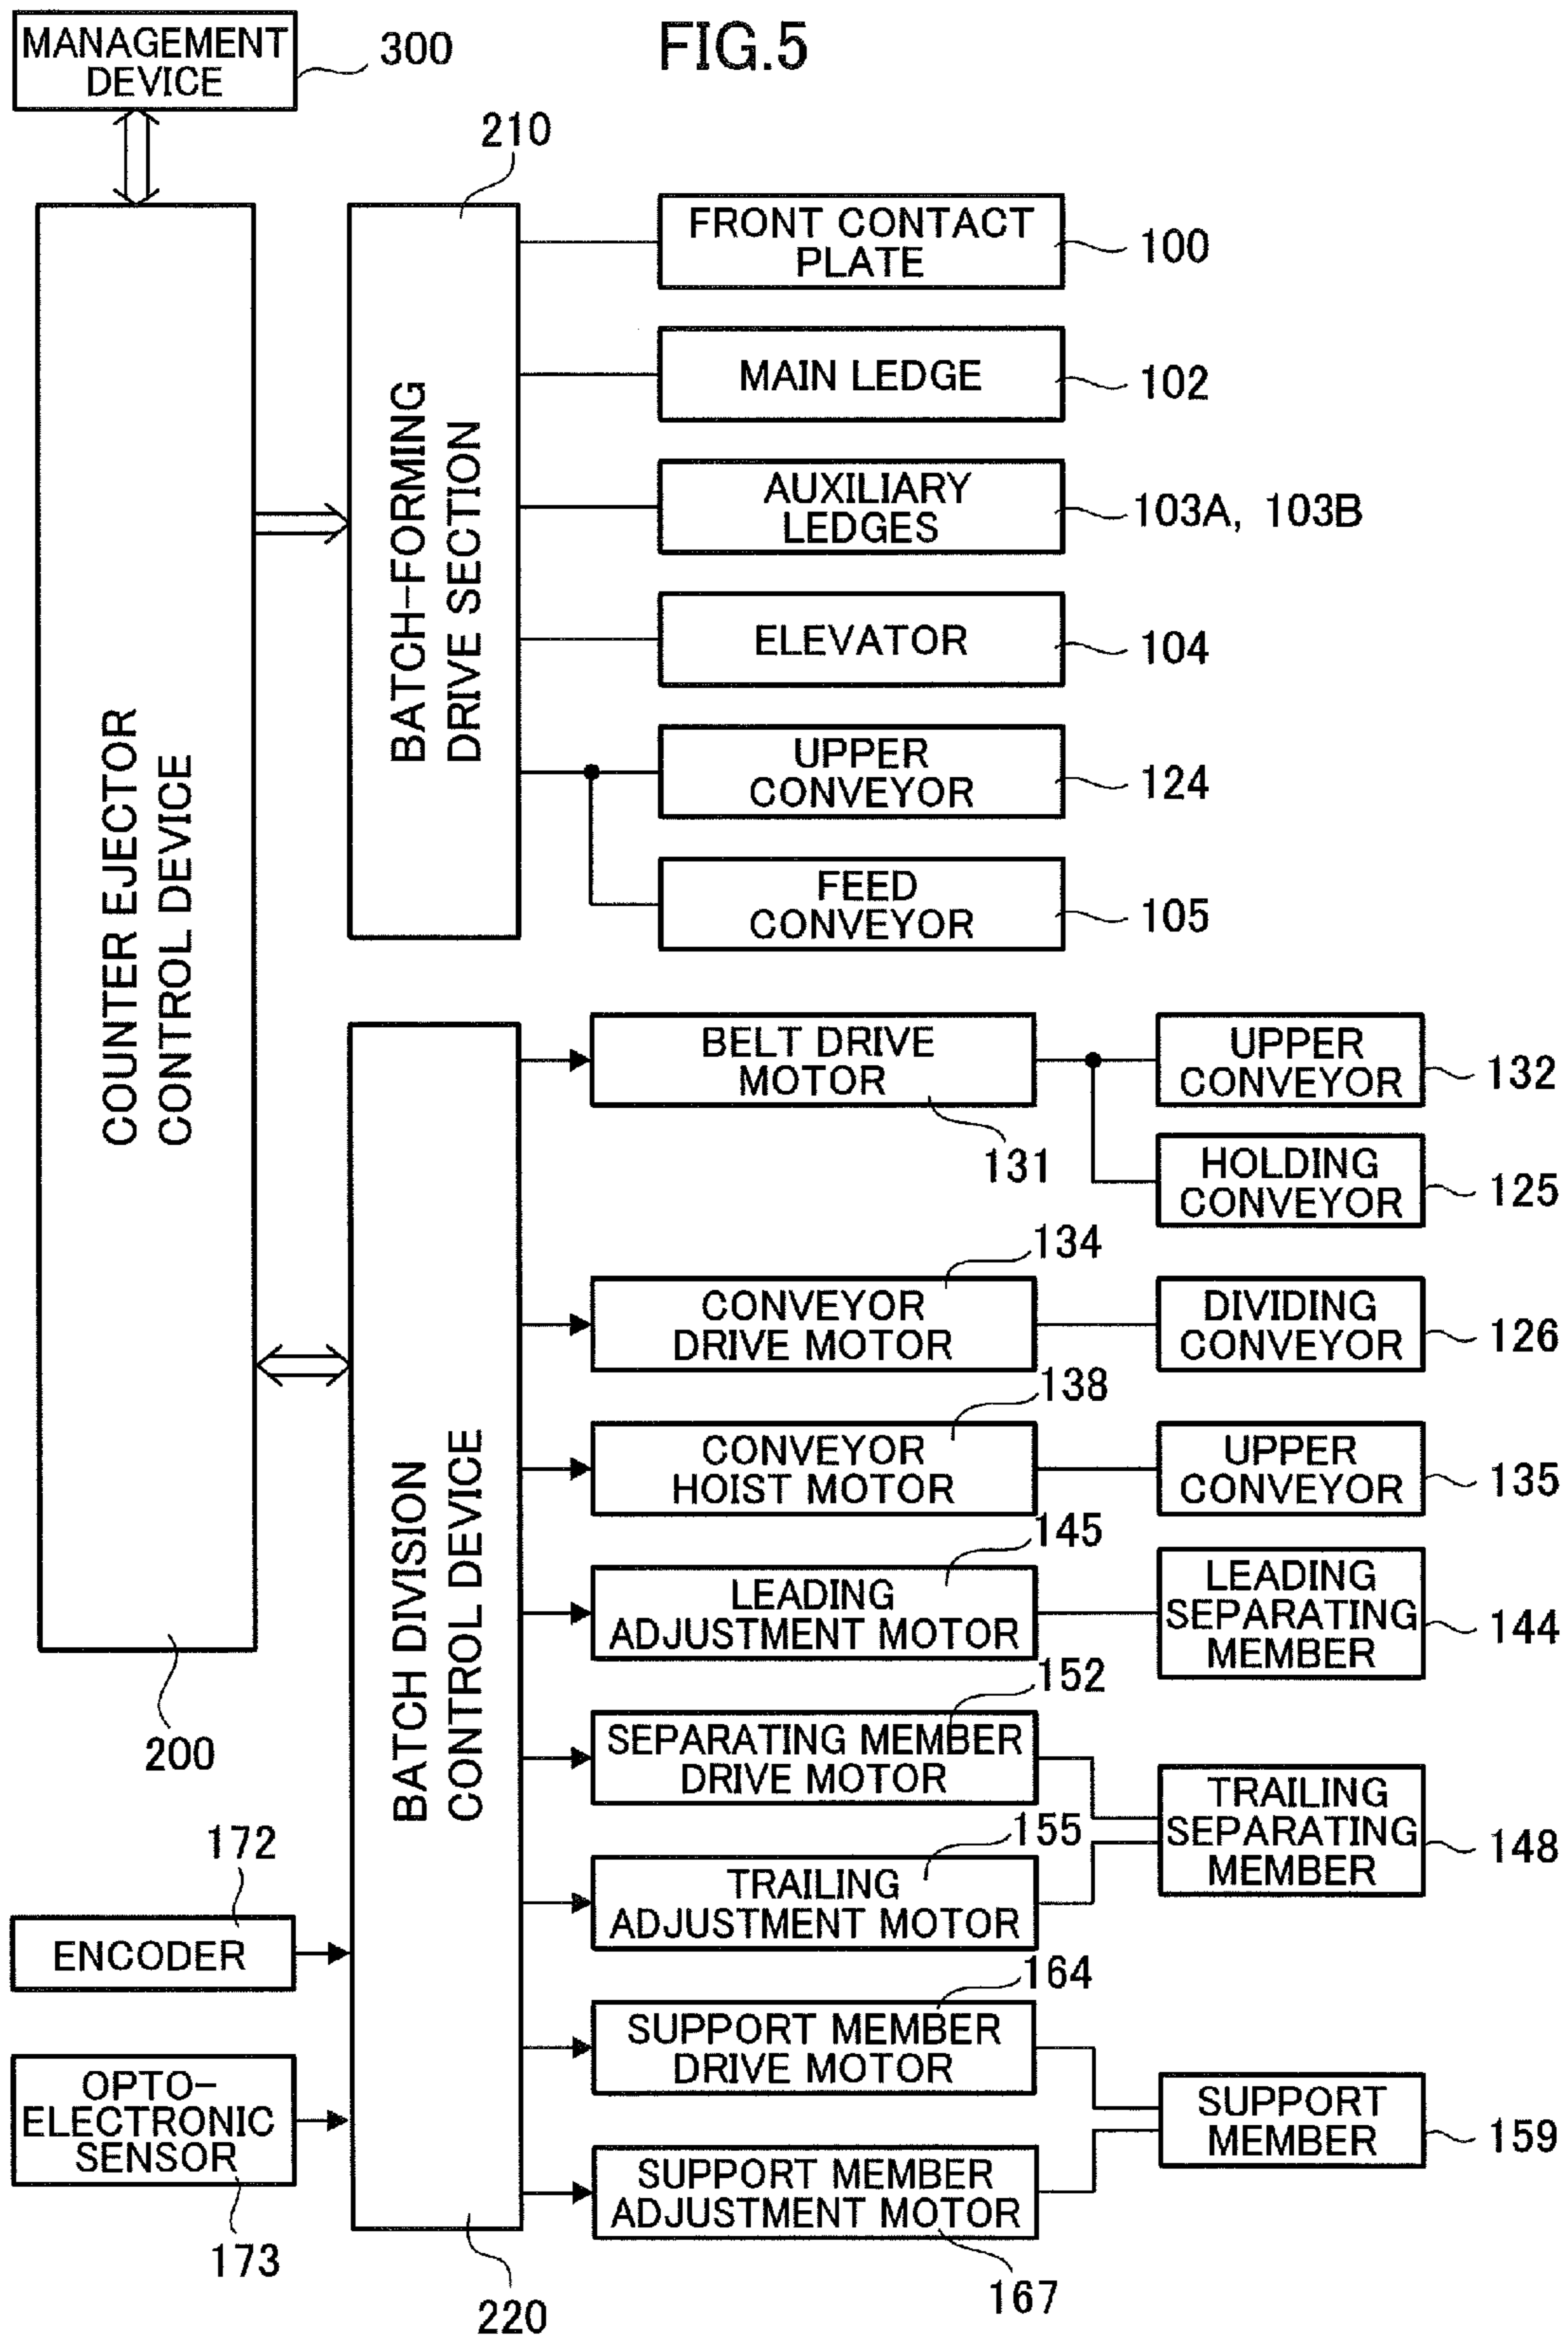 FIG.5
MANAGEMENT
DEVICE
300
COUNTER EJECTOR
CONTROL DEVICE
200
210
BATCH-FORMING
DRIVE SECTION
FRONT CONTACT
PLATE
100
MAIN LEDGE
102
AUXILIARY
LEDGES
103A, 103B
ELEVATOR
104
UPPER
CONVEYOR
124
FEED
CONVEYOR
105
BATCH DIVISION
CONTROL DEVICE
220
BELT DRIVE
MOTOR
131
UPPER
CONVEYOR
132
HOLDING
CONVEYOR
125
134
CONVEYOR
DRIVE MOTOR
DIVIDING
CONVEYOR
126
138
CONVEYOR
HOIST MOTOR
UPPER
CONVEYOR
135
145
LEADING
ADJUSTMENT MOTOR
LEADING
SEPARATING
MEMBER
144
152
SEPARATING MEMBER
DRIVE MOTOR
155
TRAILING
ADJUSTMENT MOTOR
TRAILING
SEPARATING
MEMBER
148
172
ENCODER
OPTO-
ELECTRONIC
SENSOR
173
164
SUPPORT MEMBER
DRIVE MOTOR
SUPPORT MEMBER
ADJUSTMENT MOTOR
167
SUPPORT
MEMBER
159